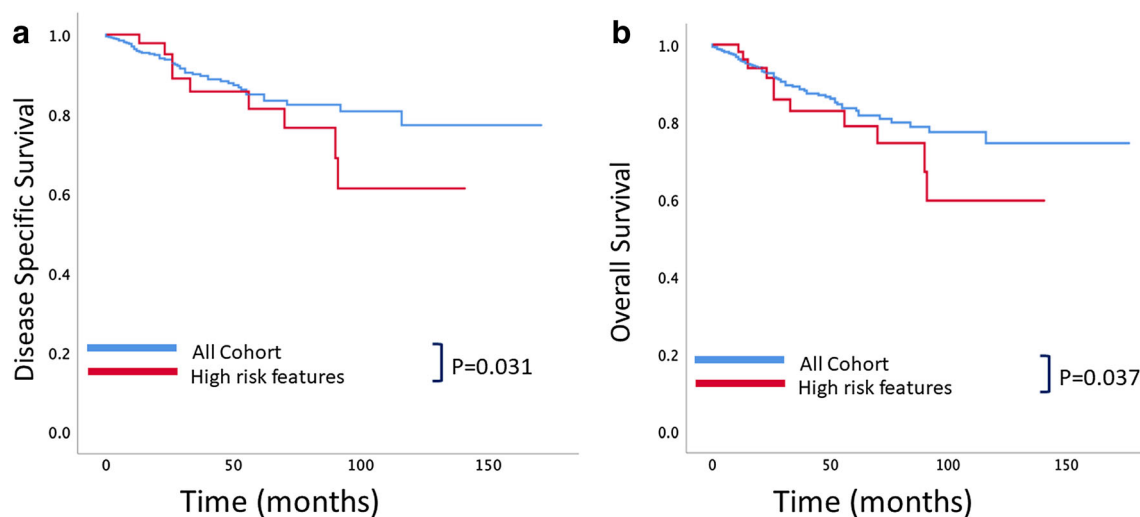 a
Disease Specific Survival
1.0
0.8
0.6
0.4
0.2
0.0
All Cohort
High risk features
P=0.031
0 50 100 150
Time (months)
b
Overall Survival
1.0
0.8
0.6
0.4
0.2
0.0
All Cohort
High risk features
P=0.037
0 50 100 150
Time (months)